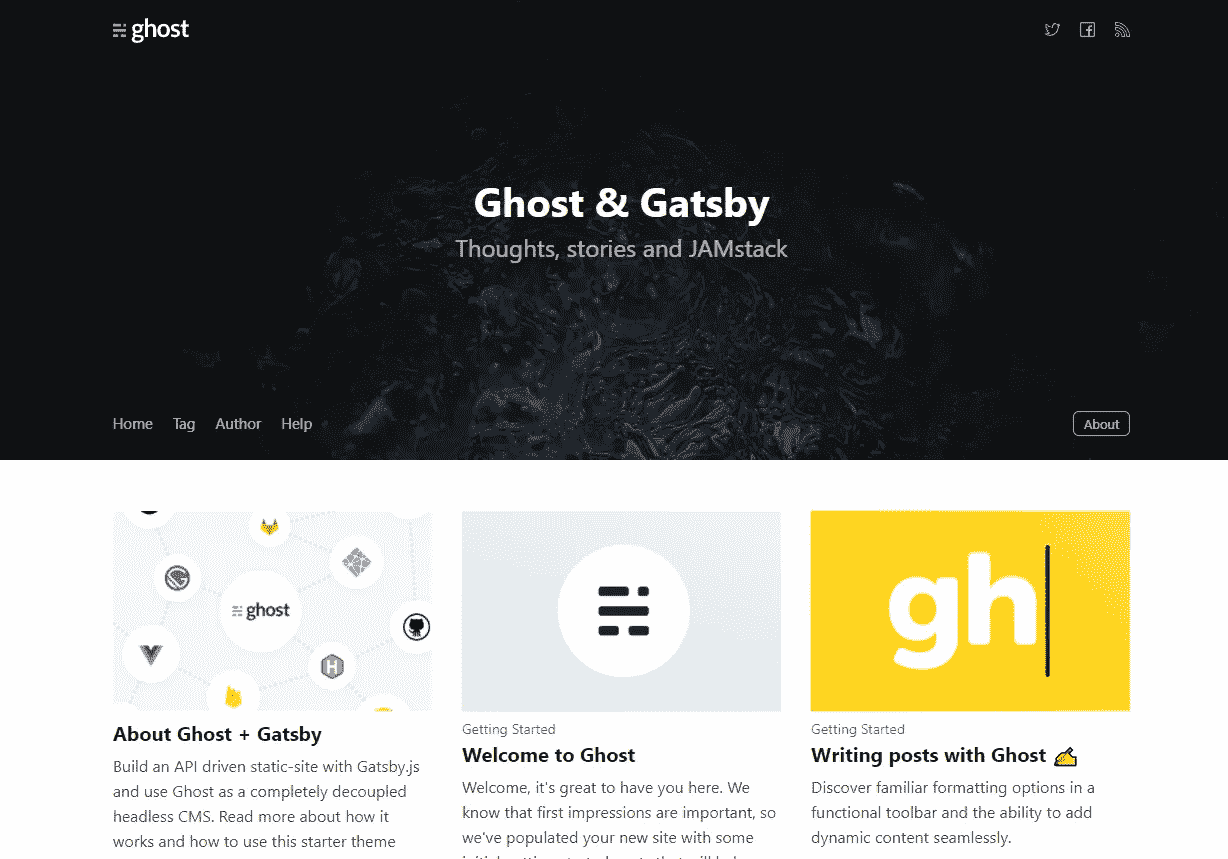 ghost
Ghost & Gatsby
Thoughts, stories and JAMstack
Home Tag Author Help
About
ghost
About Ghost + Gatsby
Build an API driven static-site with Gatsby.js
and use Ghost as a completely decoupled
headless CMS. Read more about how it
works and how to use this starter theme
Getting Started
Welcome to Ghost
Welcome, it's great to have you here. We
know that first impressions are important, so
we've populated your new site with some
gh
Getting Started
Writing posts with Ghost ✍
Discover familiar formatting options in a
functional toolbar and the ability to add
dynamic content seamlessly.